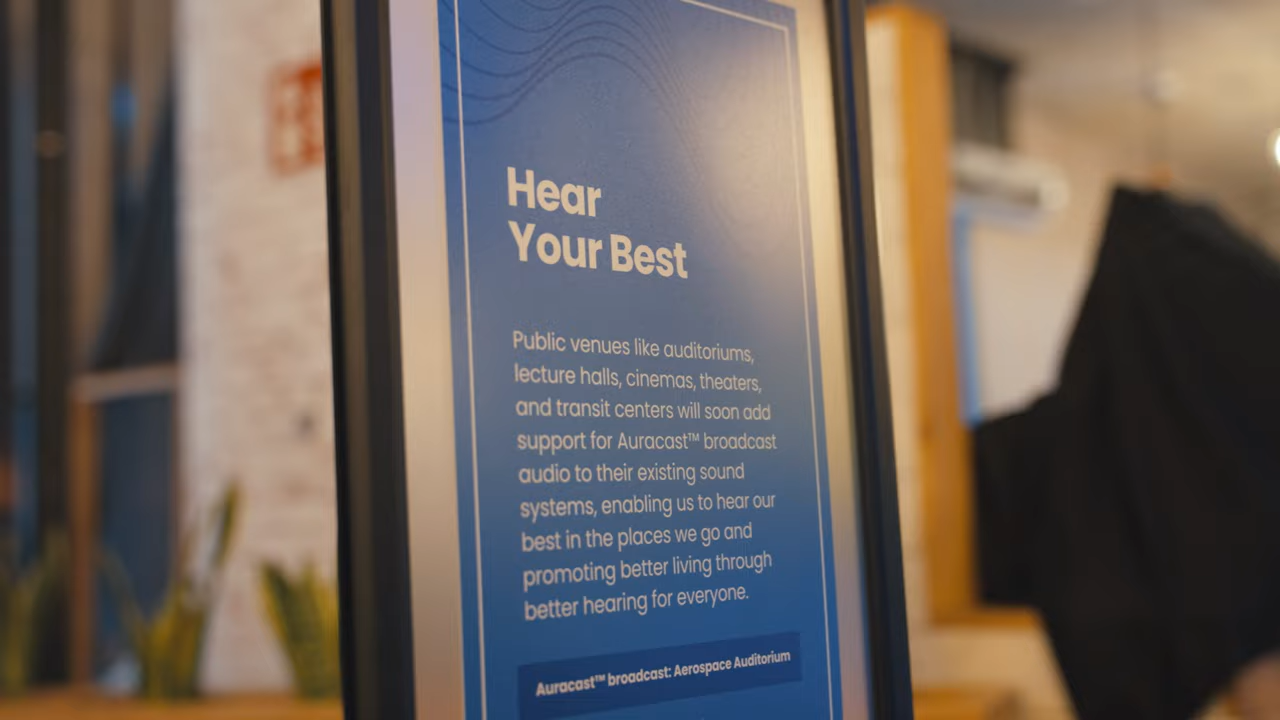 Hear
Your Best
Public venues like auditoriums,
lecture halls, cinemas, theaters,
and transit centers will soon add
support for Auracast™ broadcast
audio to their existing sound
systems, enabling us to hear our
best in the places we go and
promoting better living through
better hearing for everyone.
Auracast™ broadcast: Aerospace Auditorium